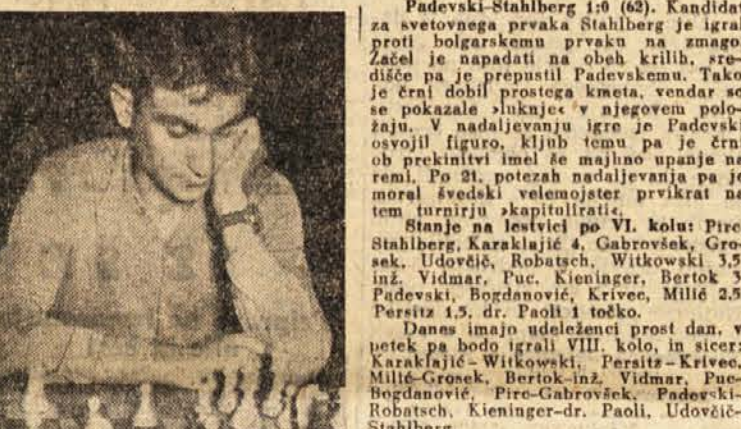 Padevski-Stahlberg 1:0 (62). Kandidat
za svetovnega prvaka Stahlberg je igral
proti bolgarskemu prvaku na zmago.
Začel je napadati na obeh krilih, sre-
dišče pa je prepustil Padevskemu. Tako
je črni dobil prostega kmeta, vendar so
se pokazale »luknje« v njegovem polo-
žaju. V nadaljevanju igre je Padevski
osvojil figuro, kljub temu pa je črni
ob prekinitvi imel še majhno upanje na
remi. Po 21. potezah nadaljevanja pa je
moral švedski velemojster prvikrat na
tem turnirju »kapitulirati«.
Stanje na lestvici po VI. kolu: Pirc
Stahlberg, Karaklajić 4, Gabrovšek, Gro-
sek, Udovčič, Robatsch, Witkowski 3,5
inž. Vidmar, Puc, Kieninger, Bertok 3
Padevski, Bogdanović, Krivec, Milić 2,5
Persitz 1,5, dr. Paoli 1 točko.
Danes imajo udeleženci prost dan, v
petek pa bodo igrali VIII. kolo, in sicer:
Karaklajić - Witkowski, Persitz - Krivec,
Milić-Grosek, Bertok-inž. Vidmar, Puc-
Bogdanović, Pirc-Gabrovšek, Padevski-
Robatsch, Kieninger-dr. Paoli, Udovčič-
Stahlberg